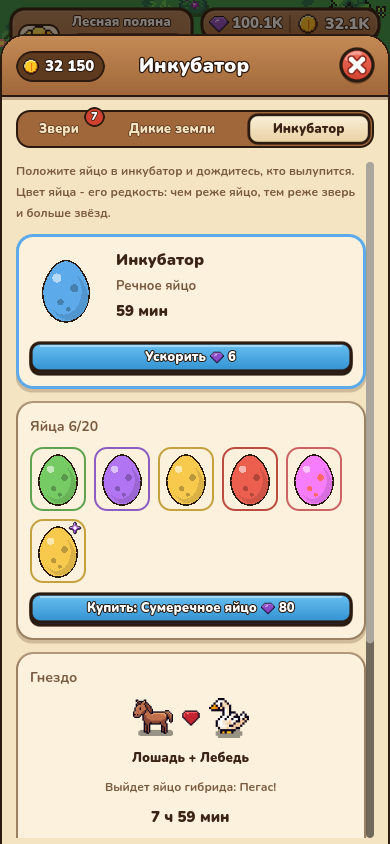 Лесная поляна
100.1K
32.1K
32 150
Инкубатор
Звери
7
Дикие земли
Инкубатор
Положите яйцо в инкубатор и дождитесь, кто вылупится.
Цвет яйца - его редкость: чем реже яйцо, тем реже зверь
и больше звёзд.
Инкубатор
Речное яйцо
59 мин
Ускорить 6
Яйца 6/20
Купить: Сумеречное яйцо 80
Гнездо
Лошадь + Лебедь
Выйдет яйцо гибрида: Пегас!
7 ч 59 мин